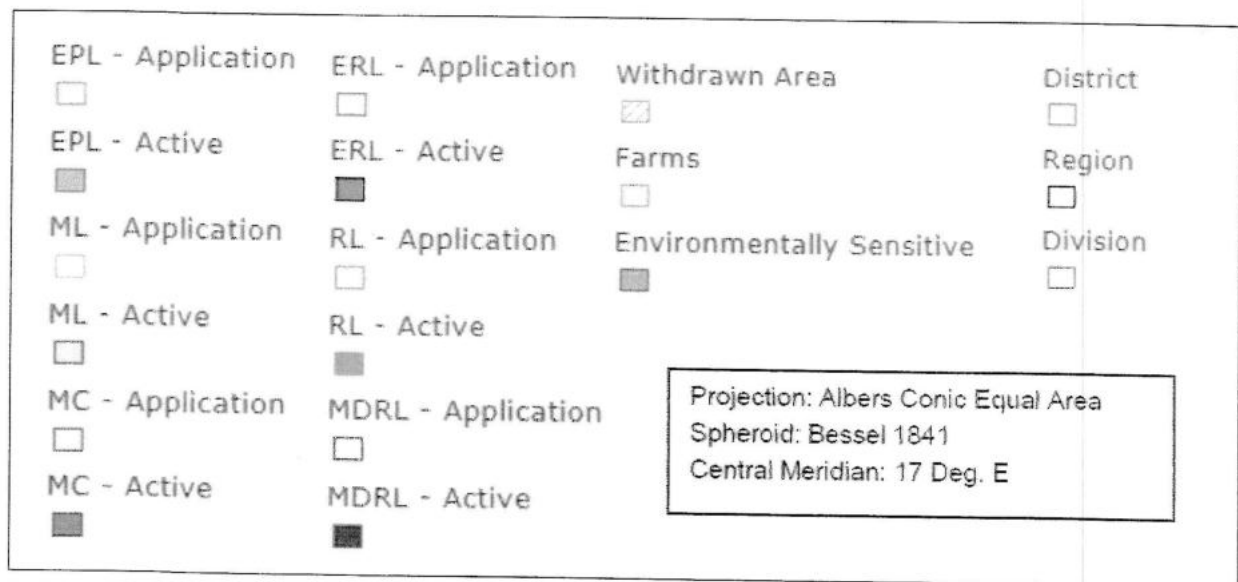 EPL - Application
EPL - Active
ML - Application
ML - Active
MC - Application
MC - Active
ERL - Application
ERL - Active
RL - Application
RL - Active
MDRL - Application
MDRL - Active
Withdrawn Area
Farms
Environmentally Sensitive
District
Region
Division
Projection: Albers Conic Equal Area
Spheroid: Bessel 1841
Central Meridian: 17 Deg. E